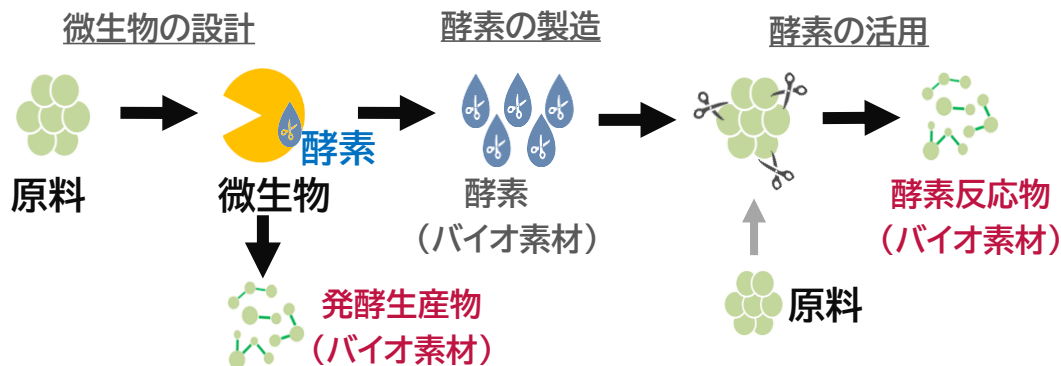 微生物の設計
酵素の製造
酵素の活用
酵素
原料
微生物
酵素
（バイオ素材）
酵素反応物
（バイオ素材）
発酵生産物
（バイオ素材）
原料